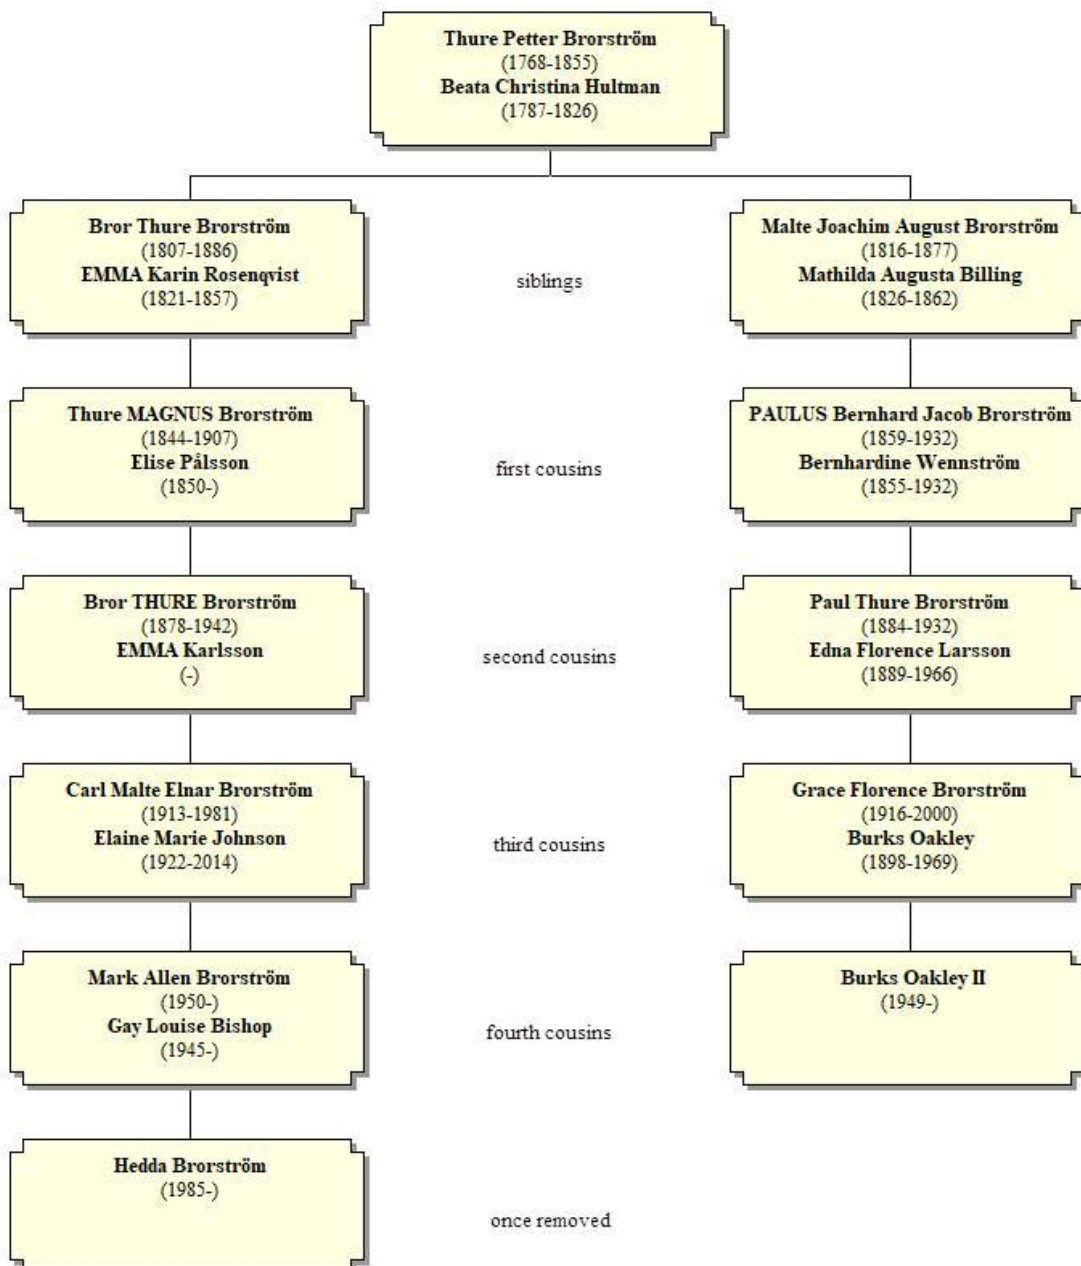 Thure Petter Brorström
(1768-1855)
Beata Christina Hultman
(1787-1826)
Bror Thure Brorström
(1807-1886)
EMMA Karin Rosenqvist
(1821-1857)
siblings
Malte Joachim August Brorström
(1816-1877)
Mathilda Augusta Billing
(1826-1862)
Thure MAGNUS Brorström
(1844-1907)
Elise Pålsson
(1850-)
first cousins
PAULUS Bernhard Jacob Brorström
(1859-1932)
Bernhardine Wennström
(1855-1932)
Bror THURE Brorström
(1878-1942)
EMMA Karlsson
(-)
second cousins
Paul Thure Brorström
(1884-1932)
Edna Florence Larsson
(1889-1966)
Carl Malte Elnar Brorström
(1913-1981)
Elaine Marie Johnson
(1922-2014)
third cousins
Grace Florence Brorström
(1916-2000)
Burks Oakley
(1898-1969)
Mark Allen Brorström
(1950-)
Gay Louise Bishop
(1945-)
fourth cousins
Burks Oakley II
(1949-)
Hedda Brorström
(1985-)
once removed